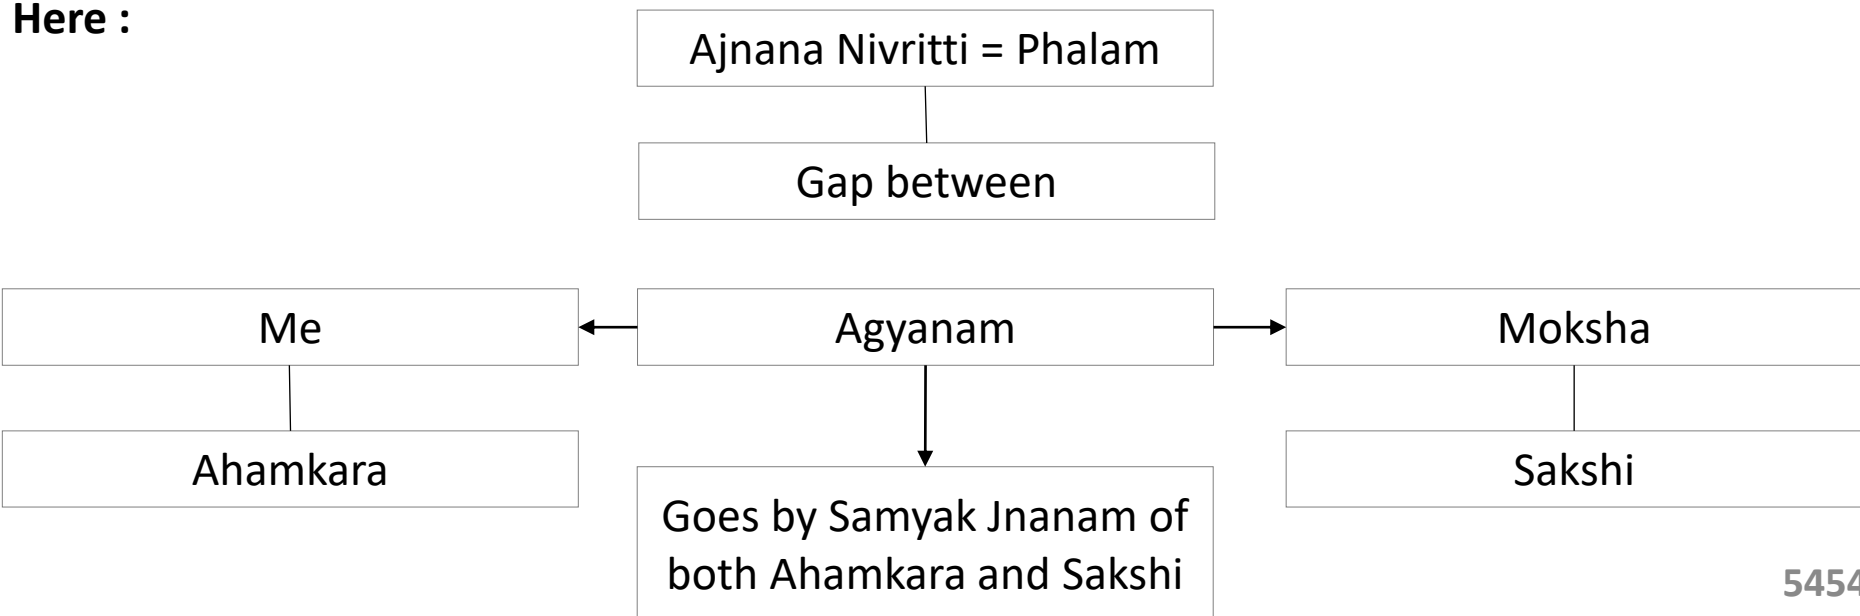 Here :
Ajnana Nivritti = Phalam
Gap between
Me
Agyanam
Moksha
Ahamkara
Sakshi
Goes by Samyak Jnanam of
both Ahamkara and Sakshi
5454